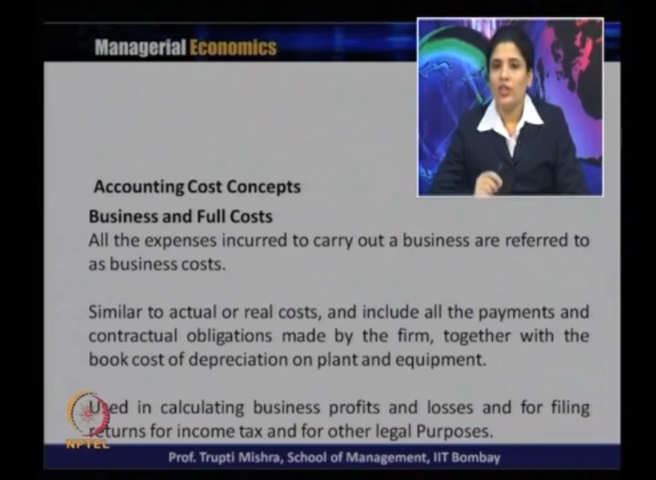 Managerial Economics
Accounting Cost Concepts
Business and Full Costs
All the expenses incurred to carry out a business are referred to
as business costs.
Similar to actual or real costs, and include all the payments and
contractual obligations made by the firm, together with the
book cost of depreciation on plant and equipment.
Used in calculating business profits and losses and for filing
returns for income tax and for other legal Purposes.
NPTEL
Prof. Trupti Mishra, School of Management, IIT Bombay